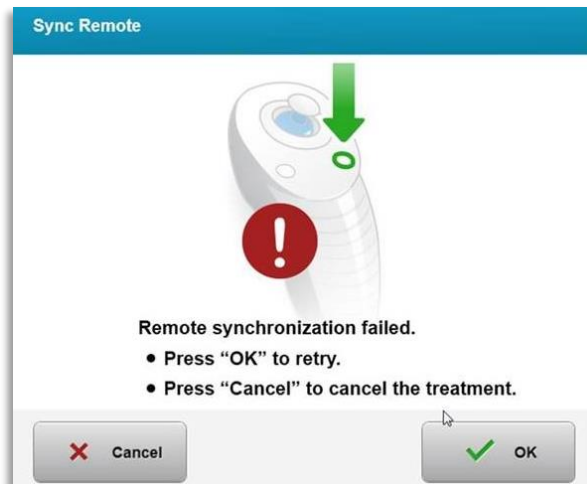 Sync Remote
Remote synchronization failed.
• Press “OK” to retry.
• Press “Cancel” to cancel the treatment.
Cancel
OK